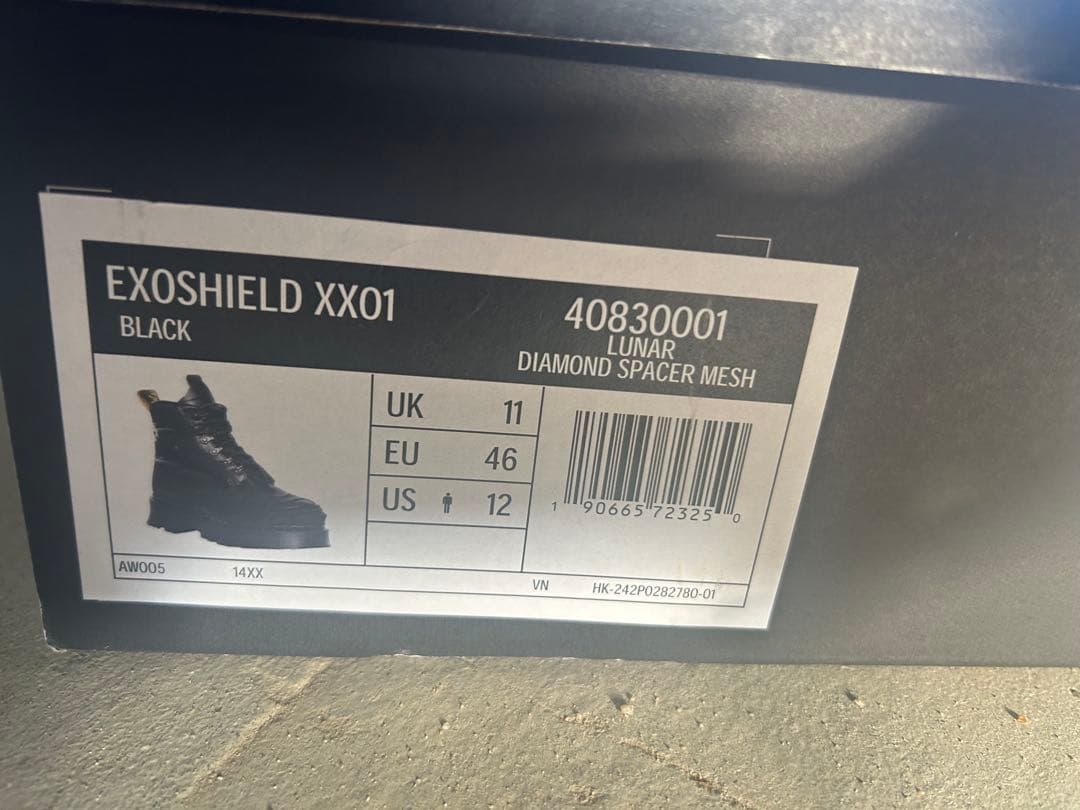 EXOSHIELD XX01
BLACK
40830001
LUNAR
DIAMOND SPACER MESH
UK 11
EU 46
US 12
1 90665 72325 0
AW005 14XX VN HK-242P0282780-01